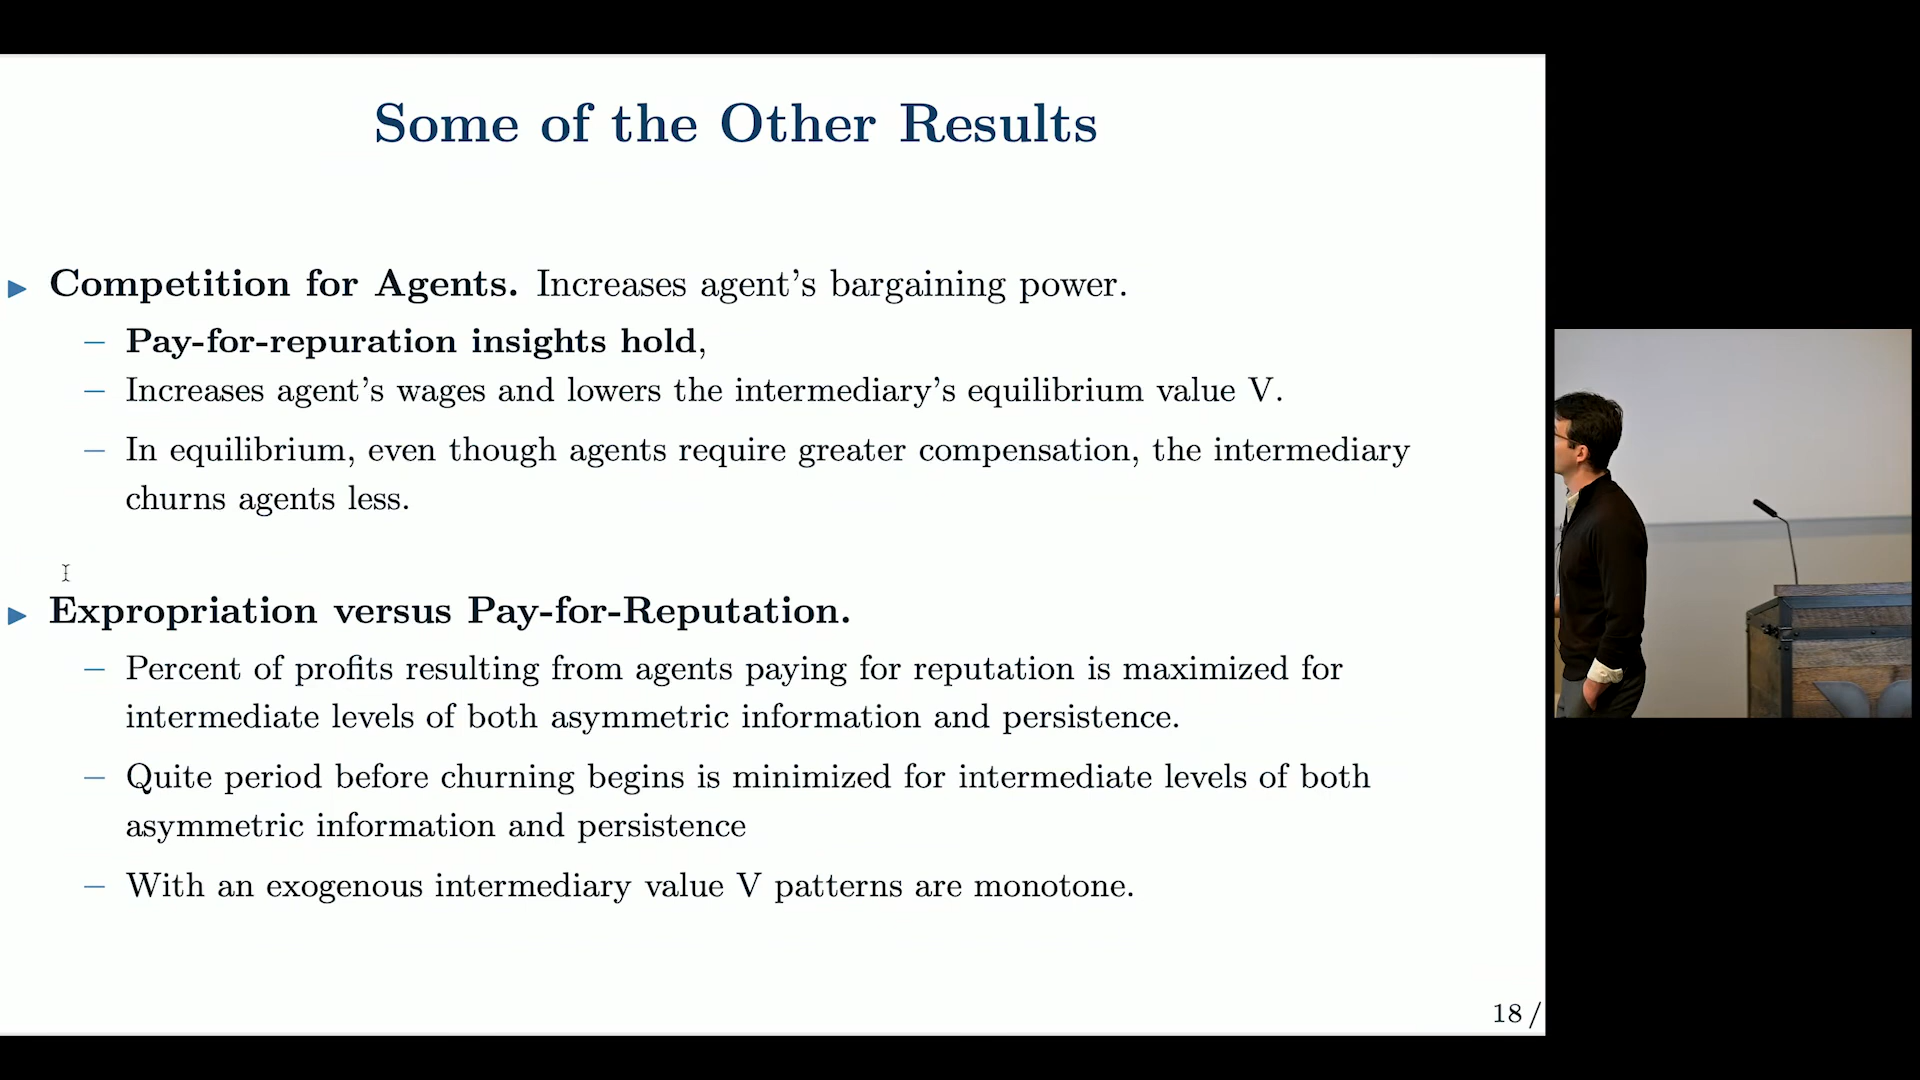 Some of the Other Results
Competition for Agents. Increases agent's bargaining power.
– Pay-for-repuration insights hold,
– Increases agent's wages and lowers the intermediary's equilibrium value V.
– In equilibrium, even though agents require greater compensation, the intermediary
churns agents less.
Expropriation versus Pay-for-Reputation.
– Percent of profits resulting from agents paying for reputation is maximized for
intermediate levels of both asymmetric information and persistence.
– Quite period before churning begins is minimized for intermediate levels of both
asymmetric information and persistence
– With an exogenous intermediary value V patterns are monotone.
18 /